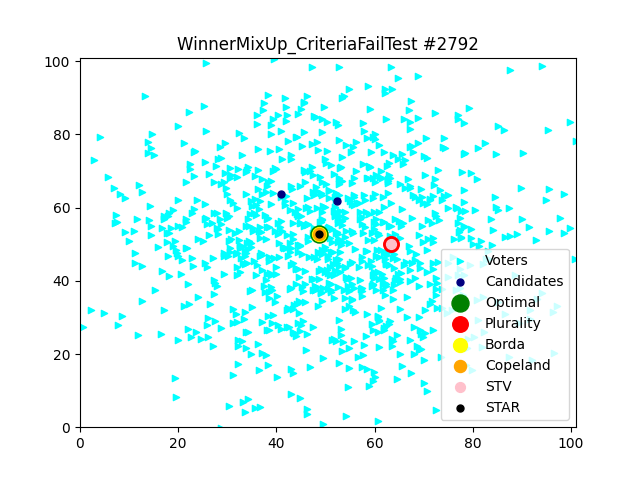 WinnerMixUp_CriteriaFailTest #2792
100
80
60
40
20
0
0
20
40
60
80
100
Voters
Candidates
Optimal
Plurality
Borda
Copeland
STV
STAR